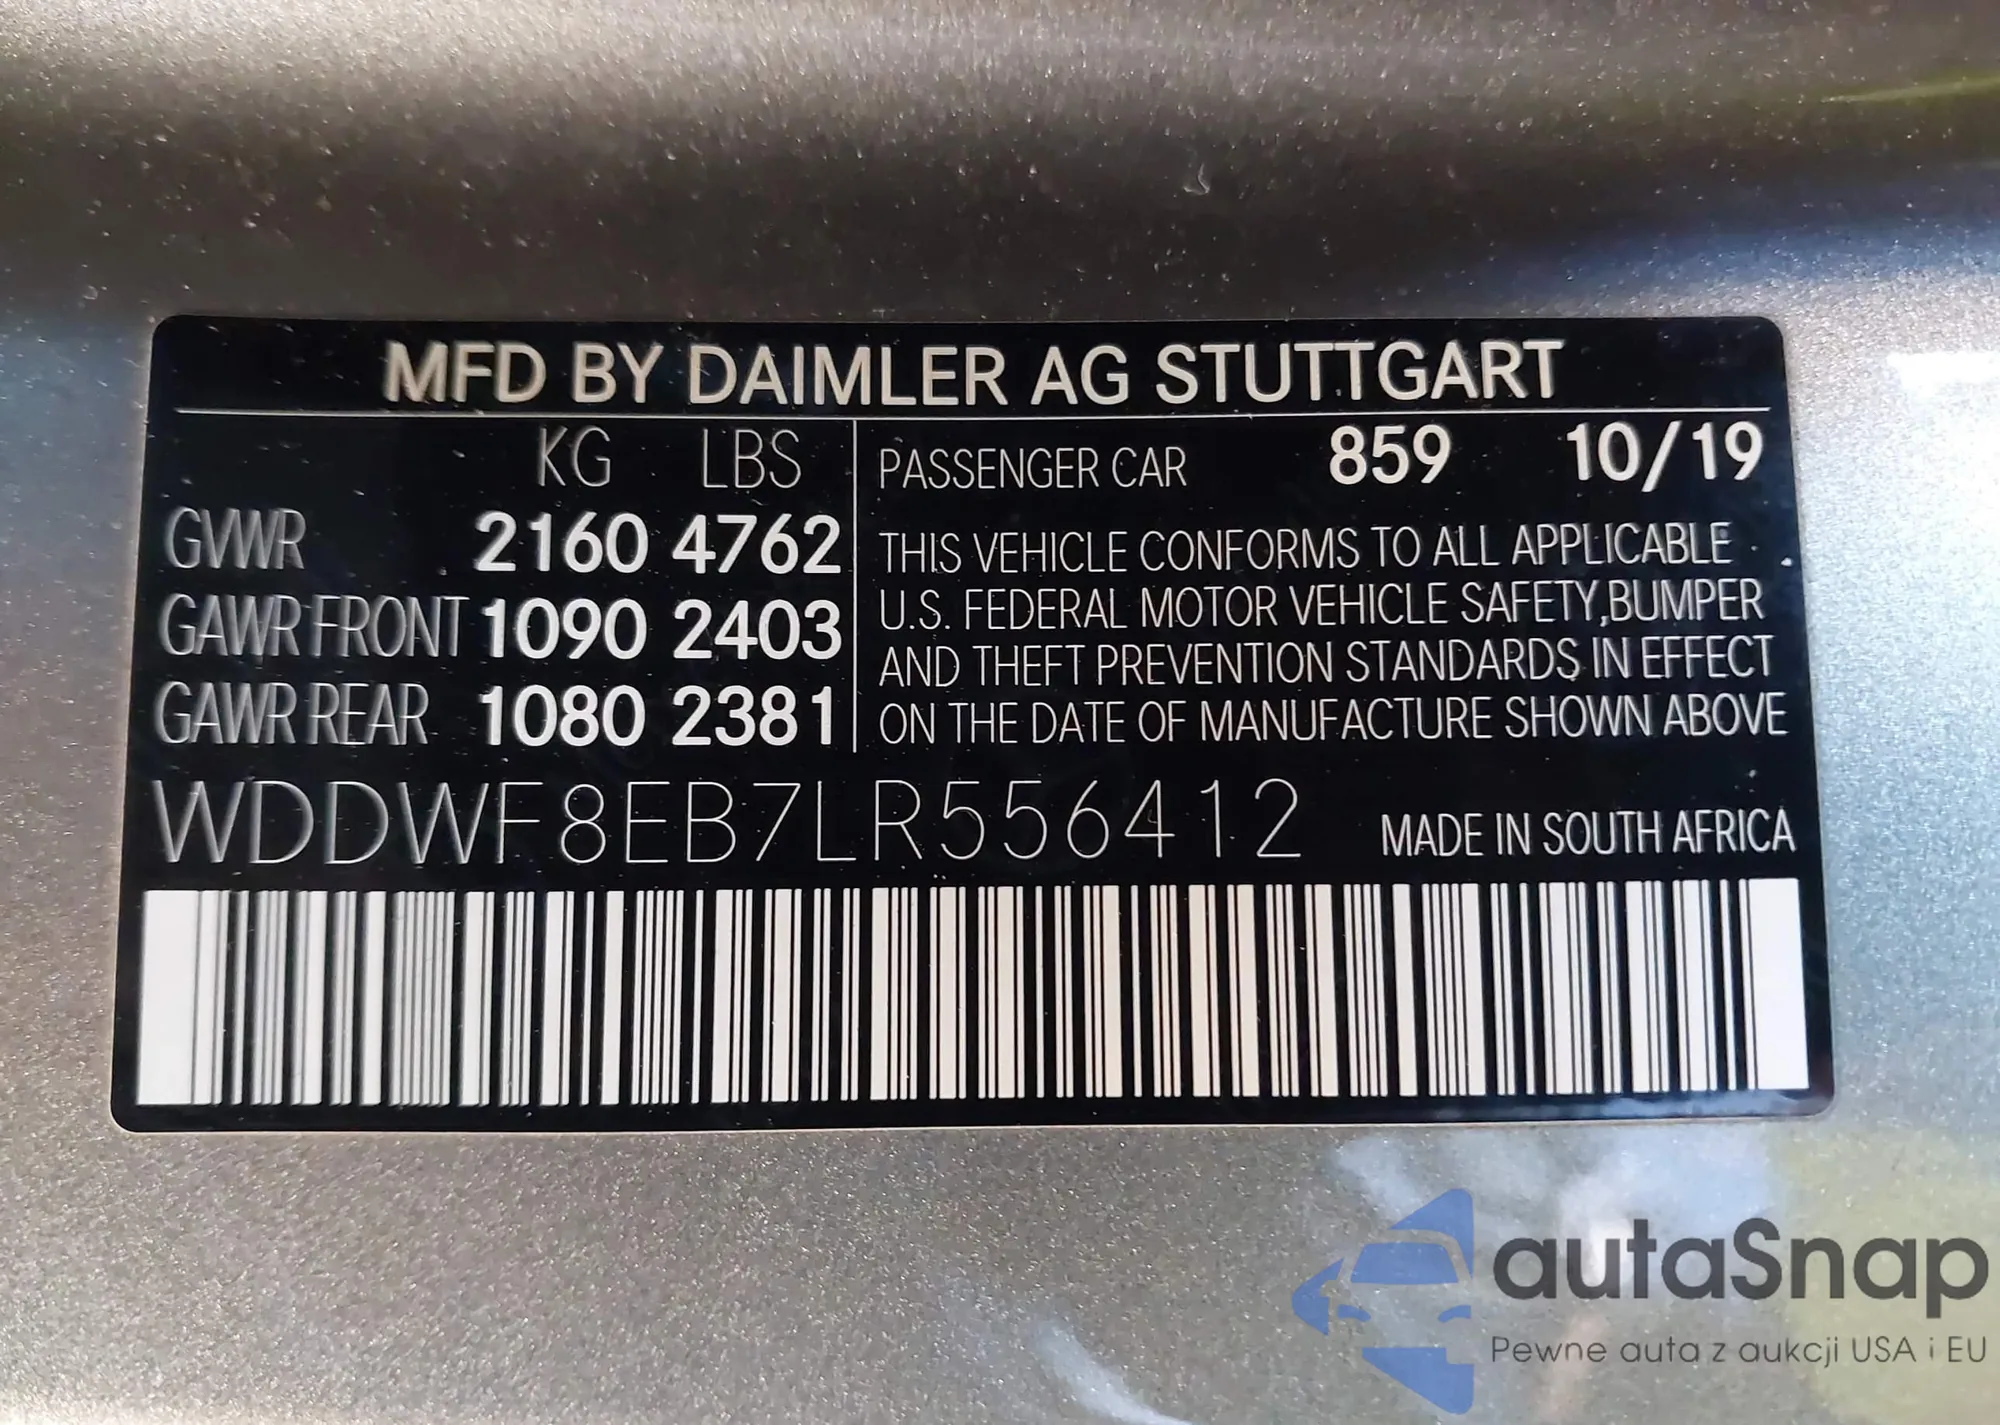 MFD BY DAIMLER AG STUTTGART
KG LBS
GVWR 2160 4762
GAWR FRONT 1090 2403
GAWR REAR 1080 2381
PASSENGER CAR 859 10/19
THIS VEHICLE CONFORMS TO ALL APPLICABLE
U.S. FEDERAL MOTOR VEHICLE SAFETY,BUMPER
AND THEFT PREVENTION STANDARDS IN EFFECT
ON THE DATE OF MANUFACTURE SHOWN ABOVE
WDDWF8EB7LR556412 MADE IN SOUTH AFRICA
autaSnap
Pewne auta z aukcji USA i EU